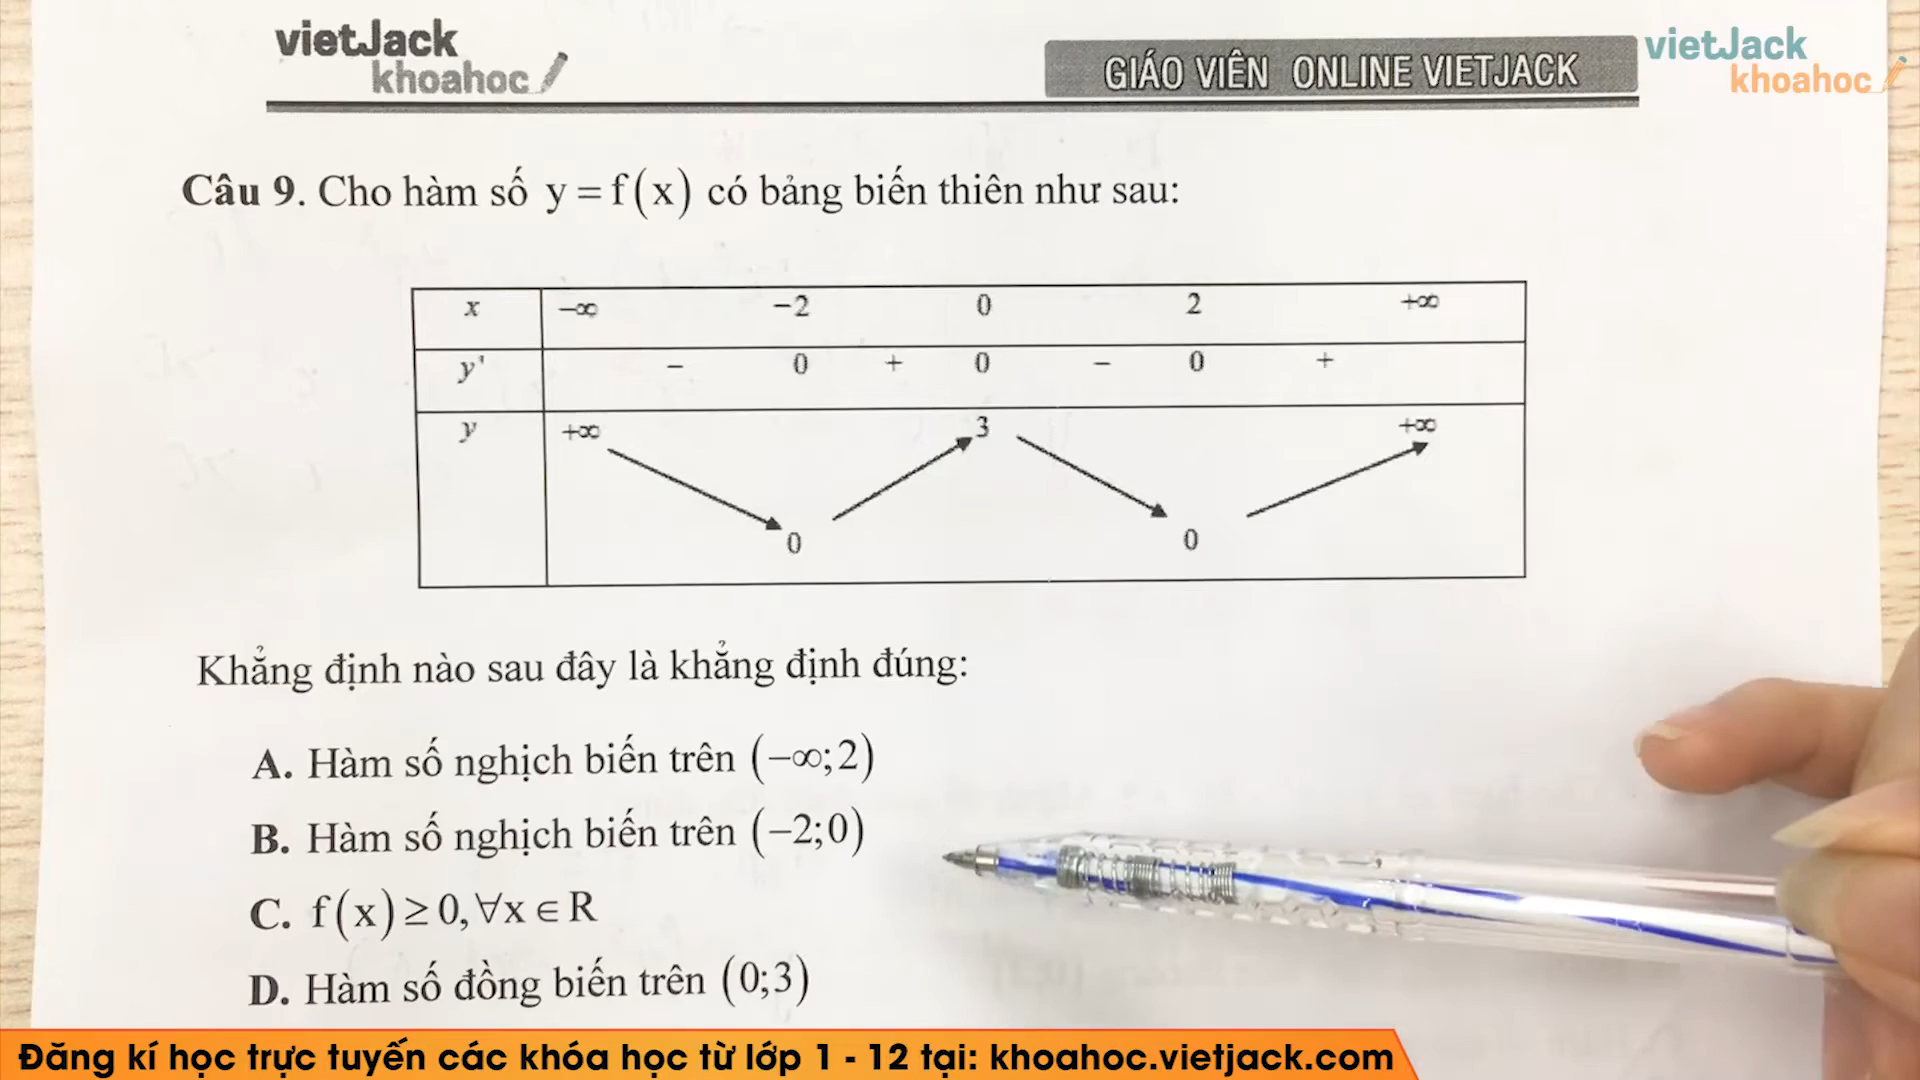 vietJack
khoahoc
GIÁO VIÊN ONLINE VIETJACK
vietJack
khoahoc
Câu 9. Cho hàm số y = f(x) có bảng biến thiên như sau:
x −∞ −2 0 2 +∞
y' − 0 + 0 − 0 +
y +∞ 3 +∞
0 0
Khẳng định nào sau đây là khẳng định đúng:
A. Hàm số nghịch biến trên (−∞;2)
B. Hàm số nghịch biến trên (−2;0)
C. f(x) ≥ 0, ∀x ∈ R
D. Hàm số đồng biến trên (0;3)
Đăng kí học trực tuyến các khóa học từ lớp 1 - 12 tại: khoahoc.vietjack.com